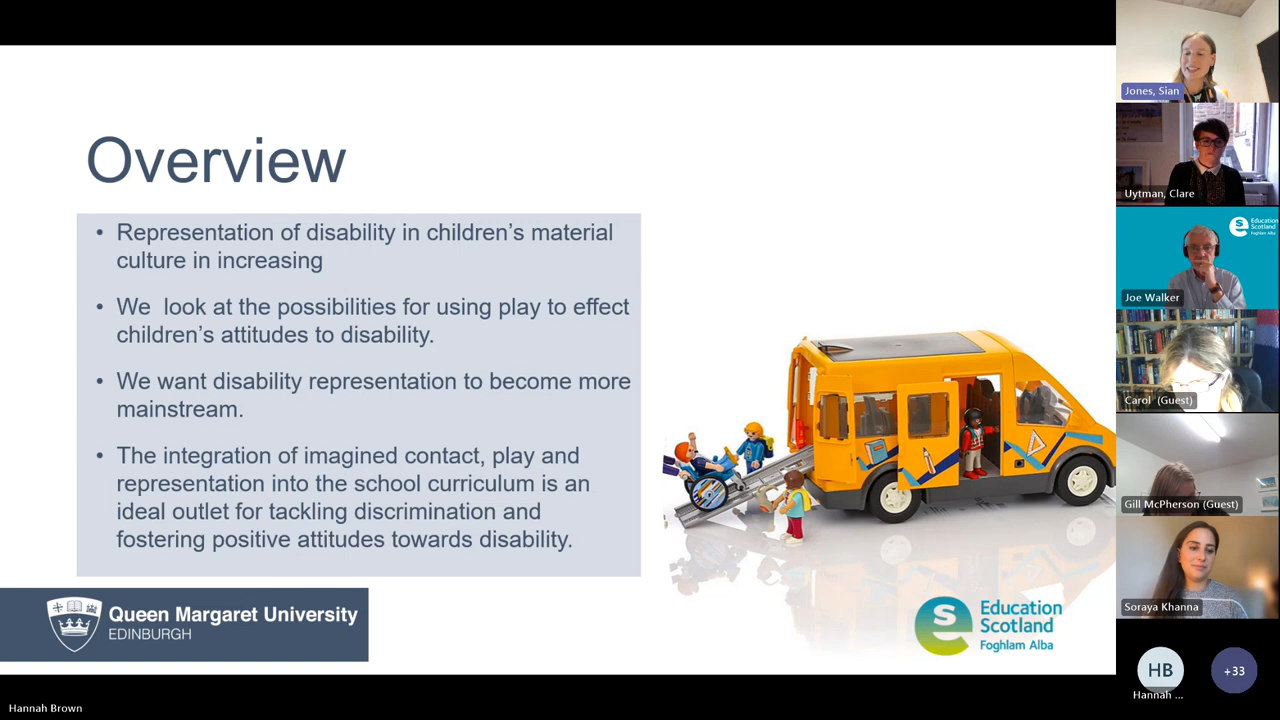 Overview
• Representation of disability in children’s material
culture in increasing
• We  look at the possibilities for using play to effect
children’s attitudes to disability.
• We want disability representation to become more
mainstream.
• The integration of imagined contact, play and
representation into the school curriculum is an
ideal outlet for tackling discrimination and
fostering positive attitudes towards disability.
Queen Margaret University
EDINBURGH
Education
Scotland
Foghlam Alba
Hannah Brown
Jones, Sian
Uytman, Clare
Education
Scotland
Foghlam Alba
Joe Walker
Carol (Guest)
Gill McPherson (Guest)
Soraya Khanna
HB
Hannah ...
+33